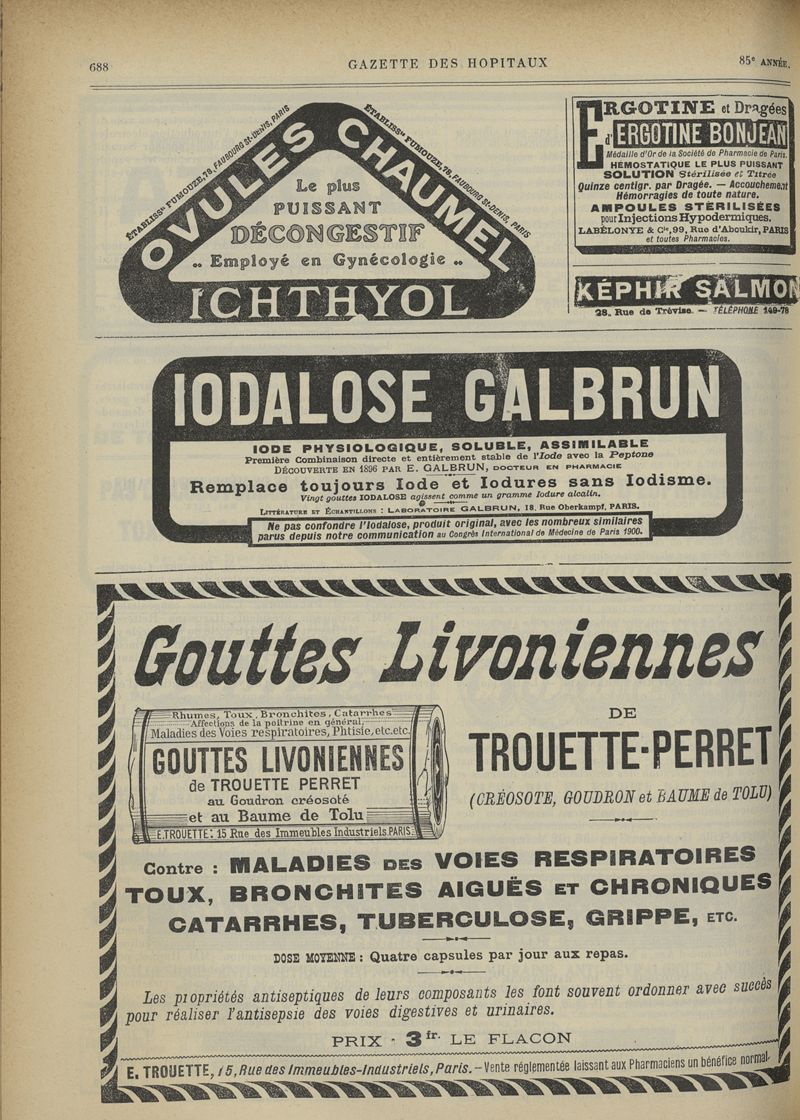 688
GAZETTE DES HOPITAUX
85e ANNÉE.
ÉTABLISSts FUMOUZE, 78, FAUBOURG St-DENIS, PARIS
ÉTABLISSts FUMOUZE, 78, FAUBOURG St-DENIS, PARIS
OVULES CHAUMEL
Le plus
PUISSANT
DÉCONGESTIF
„ Employé en Gynécologie „
ICHTHYOL
ERGOTINE et Dragées
d'ERGOTINE BONJEAN
Médaille d'Or de la Société de Pharmacie de Paris.
HÉMOSTATIQUE LE PLUS PUISSANT
SOLUTION Stérilisée et Titrée
Quinze centigr. par Dragée. — Accouchement
Hémorragies de toute nature.
AMPOULES STÉRILISÉES
pour Injections Hypodermiques.
LABÉLONYE & Cie, 99, Rue d'Aboukir, PARIS
et toutes Pharmacies.
KÉPHIR SALMON
28, Rue de Trévise. — TÉLÉPHONE 149-78
IODALOSE GALBRUN
IODE PHYSIOLOGIQUE, SOLUBLE, ASSIMILABLE
Première Combinaison directe et entièrement stable de l'Iode avec la Peptone
DÉCOUVERTE EN 1896 PAR E. GALBRUN, DOCTEUR EN PHARMACIE
Remplace toujours Iode et Iodures sans Iodisme.
Vingt gouttes IODALOSE agissent comme un gramme Iodure alcalin.
LITTÉRATURE ET ÉCHANTILLONS : LABORATOIRE GALBRUN, 18, Rue Oberkampf, PARIS.
Ne pas confondre l'Iodalose, produit original, avec les nombreux similaires
parus depuis notre communication au Congrès International de Médecine de Paris 1900.
Gouttes Livoniennes
Rhumes, Toux, Bronchites, Catarrhes
Affections de la poitrine en général,
Maladies des Voies respiratoires, Phtisie, etc.etc.
GOUTTES LIVONIENNES
de TROUETTE PERRET
au Goudron créosoté
et au Baume de Tolu
E.TROUETTE: 15 Rue des Immeubles Industriels.PARIS.
DE
TROUETTE-PERRET
(CRÉOSOTE, GOUDRON et BAUME de TOLU)
Contre : MALADIES DES VOIES RESPIRATOIRES
TOUX, BRONCHITES AIGUËS ET CHRONIQUES
CATARRHES, TUBERCULOSE, GRIPPE, ETC.
DOSE MOYENNE : Quatre capsules par jour aux repas.
Les propriétés antiseptiques de leurs composants les font souvent ordonner avec succès
pour réaliser l'antisepsie des voies digestives et urinaires.
PRIX · 3 fr. LE FLACON
E. TROUETTE, 15, Rue des Immeubles-Industriels, Paris. — Vente réglementée laissant aux Pharmaciens un bénéfice normal.